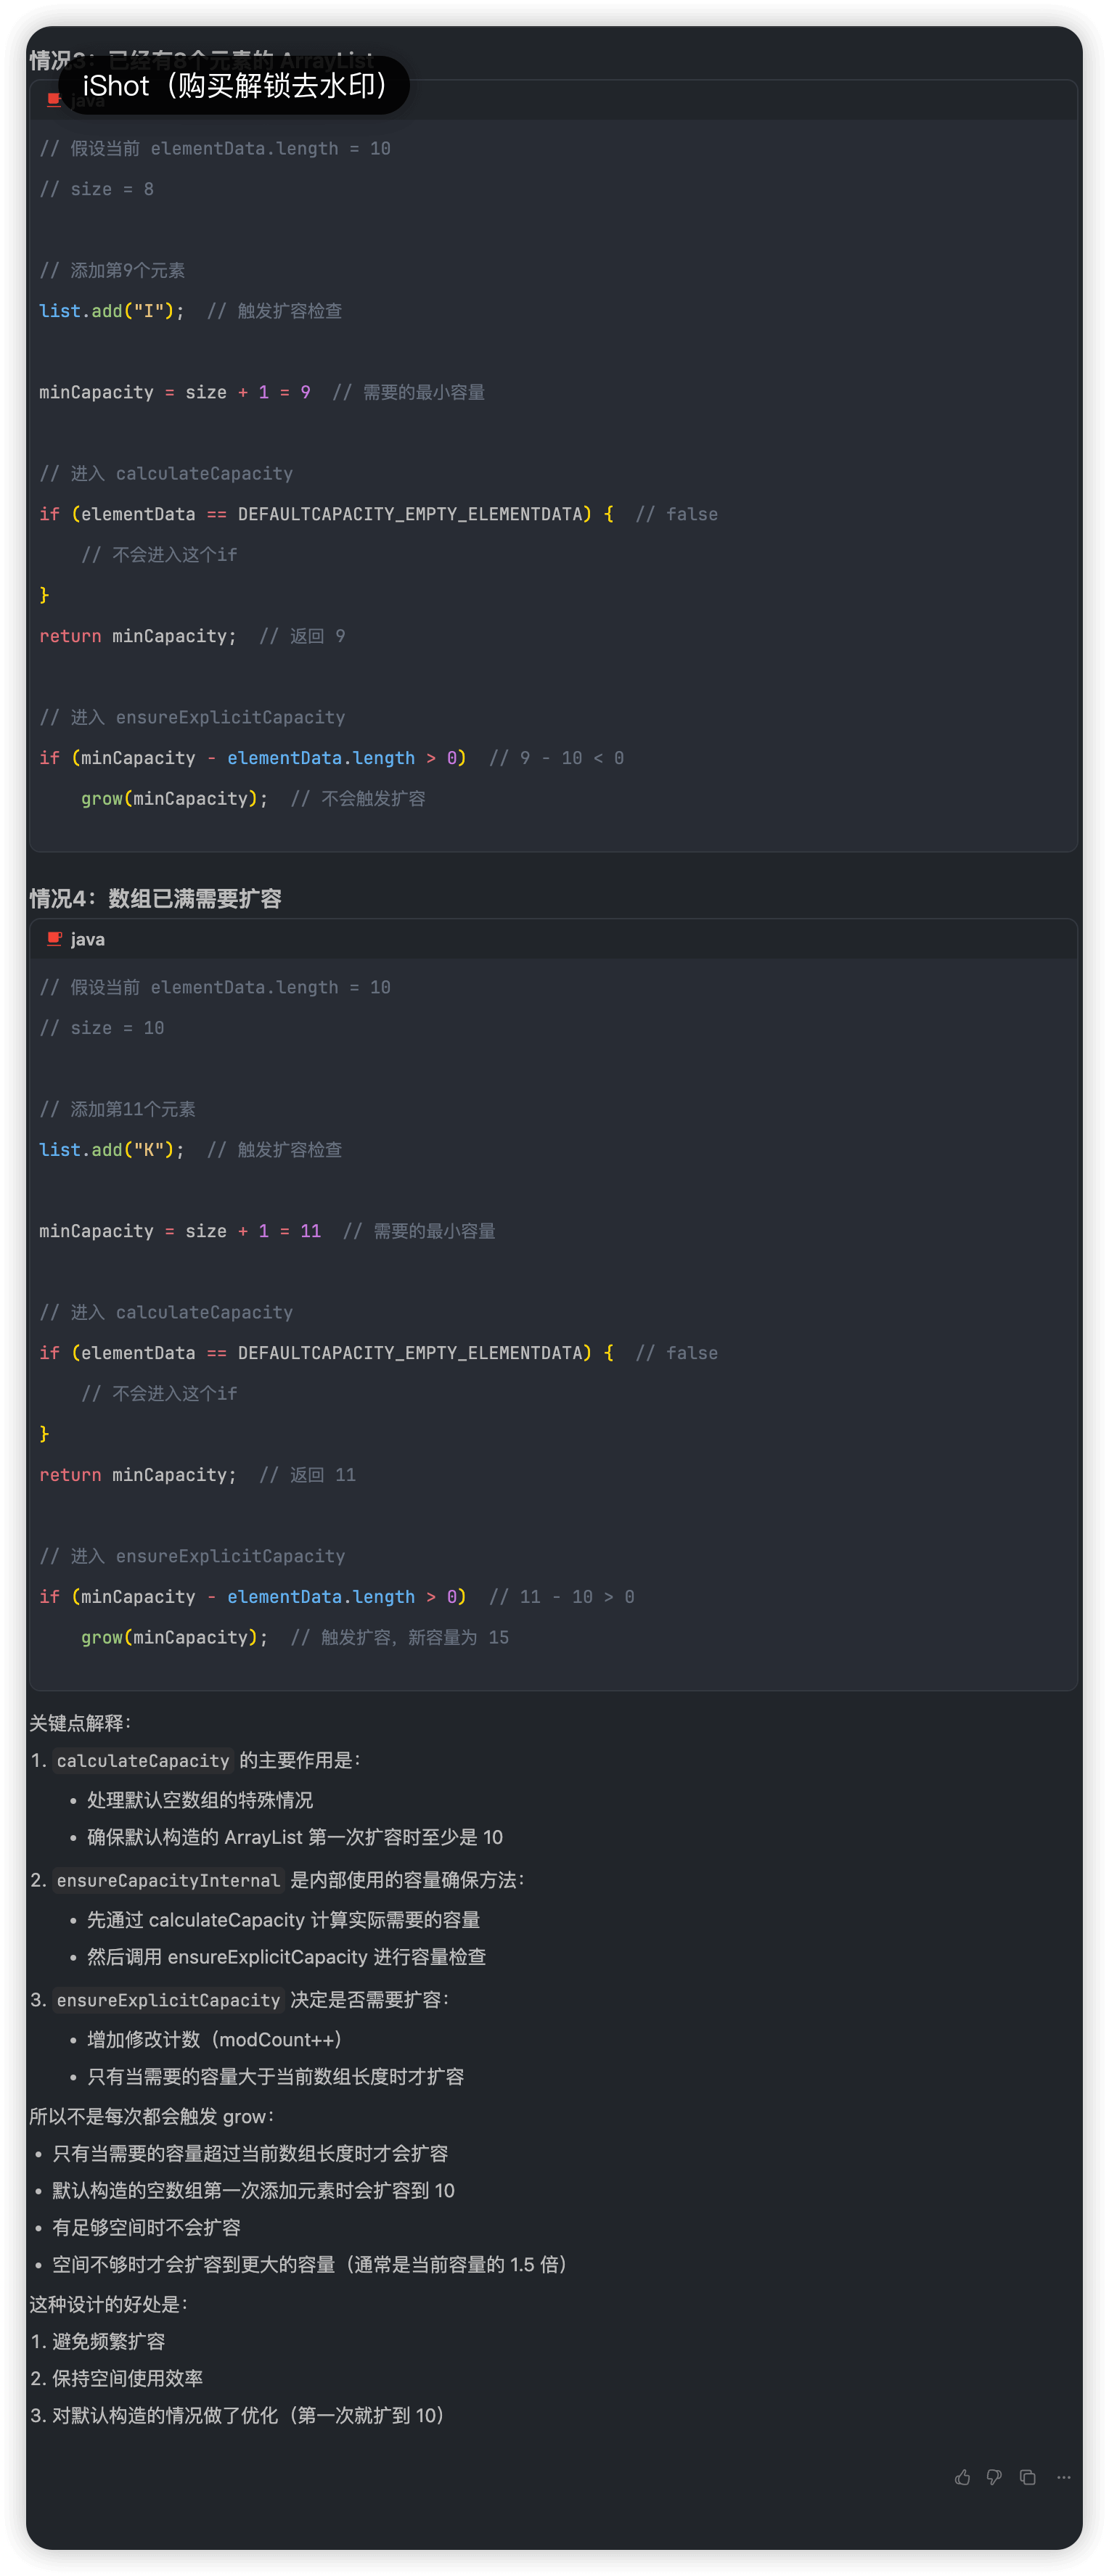 情况3：已经有8个元素的 ArrayList
iShot（购买解锁去水印）
java
// 假设当前 elementData.length = 10
// size = 8
// 添加第9个元素
list.add("I");  // 触发扩容检查
minCapacity = size + 1 = 9  // 需要的最小容量
// 进入 calculateCapacity
if (elementData == DEFAULTCAPACITY_EMPTY_ELEMENTDATA) {  // false
    // 不会进入这个if
}
return minCapacity;  // 返回 9
// 进入 ensureExplicitCapacity
if (minCapacity - elementData.length > 0)  // 9 - 10 < 0
    grow(minCapacity);  // 不会触发扩容
情况4：数组已满需要扩容
java
// 假设当前 elementData.length = 10
// size = 10
// 添加第11个元素
list.add("K");  // 触发扩容检查
minCapacity = size + 1 = 11  // 需要的最小容量
// 进入 calculateCapacity
if (elementData == DEFAULTCAPACITY_EMPTY_ELEMENTDATA) {  // false
    // 不会进入这个if
}
return minCapacity;  // 返回 11
// 进入 ensureExplicitCapacity
if (minCapacity - elementData.length > 0)  // 11 - 10 > 0
    grow(minCapacity);  // 触发扩容，新容量为 15
关键点解释：
1. calculateCapacity 的主要作用是：
• 处理默认空数组的特殊情况
• 确保默认构造的 ArrayList 第一次扩容时至少是 10
2. ensureCapacityInternal 是内部使用的容量确保方法：
• 先通过 calculateCapacity 计算实际需要的容量
• 然后调用 ensureExplicitCapacity 进行容量检查
3. ensureExplicitCapacity 决定是否需要扩容：
• 增加修改计数（modCount++）
• 只有当需要的容量大于当前数组长度时才扩容
所以不是每次都会触发 grow：
• 只有当需要的容量超过当前数组长度时才会扩容
• 默认构造的空数组第一次添加元素时会扩容到 10
• 有足够空间时不会扩容
• 空间不够时才会扩容到更大的容量（通常是当前容量的 1.5 倍）
这种设计的好处是：
1. 避免频繁扩容
2. 保持空间使用效率
3. 对默认构造的情况做了优化（第一次就扩到 10）